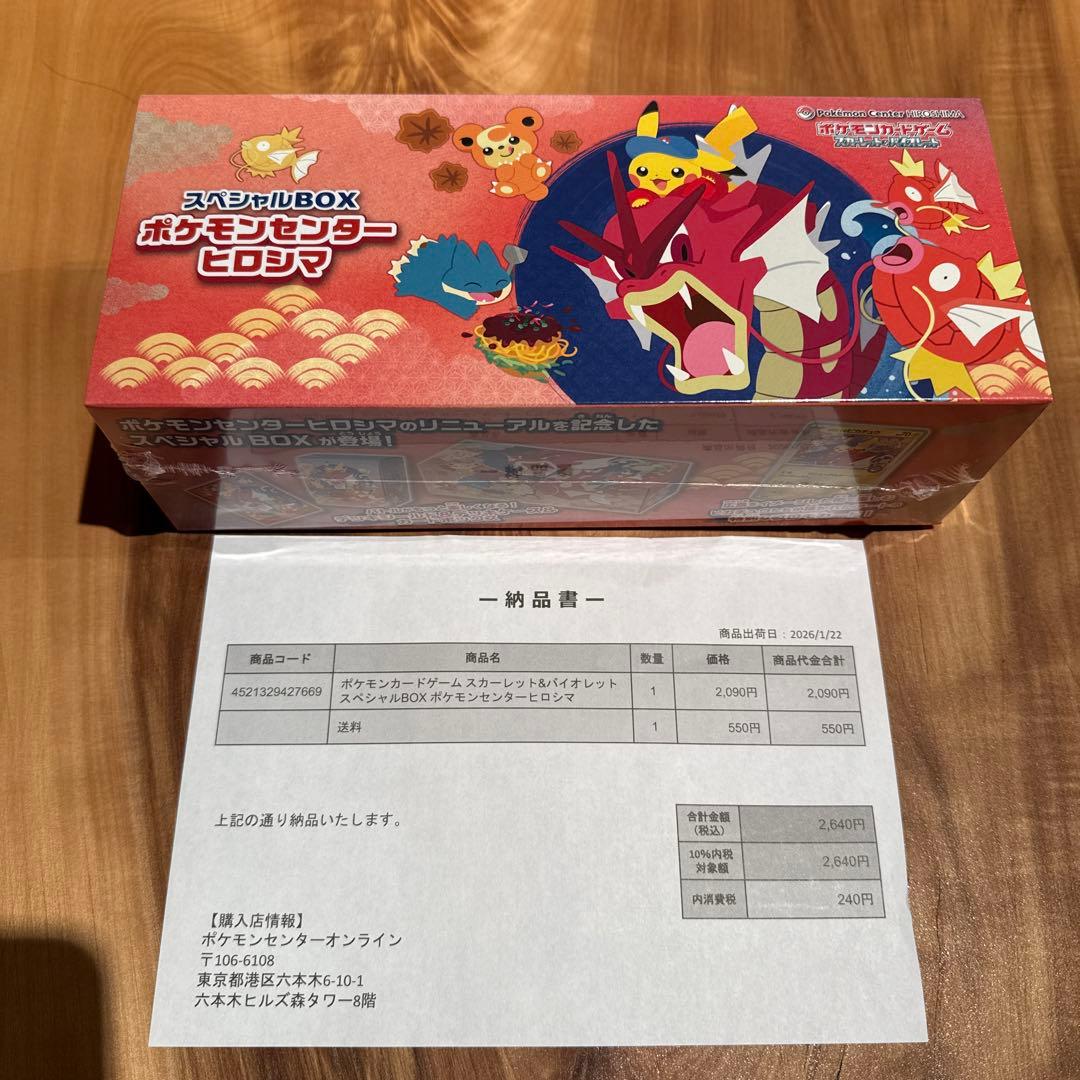 Pokémon Center HIROSHIMA
ポケモンカードゲーム
スカーレット&バイオレット
スペシャルBOX
ポケモンセンター
ヒロシマ
ポケモンセンターヒロシマのリニューアルを記念した
スペシャルBOXが登場!
ー納品書ー
商品出荷日:2026/1/22
商品コード 商品名 数量 価格 商品代金合計
4521329427669 ポケモンカードゲーム スカーレット&バイオレット 1 2,090円 2,090円
スペシャルBOX ポケモンセンターヒロシマ
送料 1 550円 550円
上記の通り納品いたします。
合計金額 2,640円
(税込)
10%内税 2,640円
対象額
内消費税 240円
【購入店情報】
ポケモンセンターオンライン
〒106-6108
東京都港区六本木6-10-1
六本木ヒルズ森タワー8階